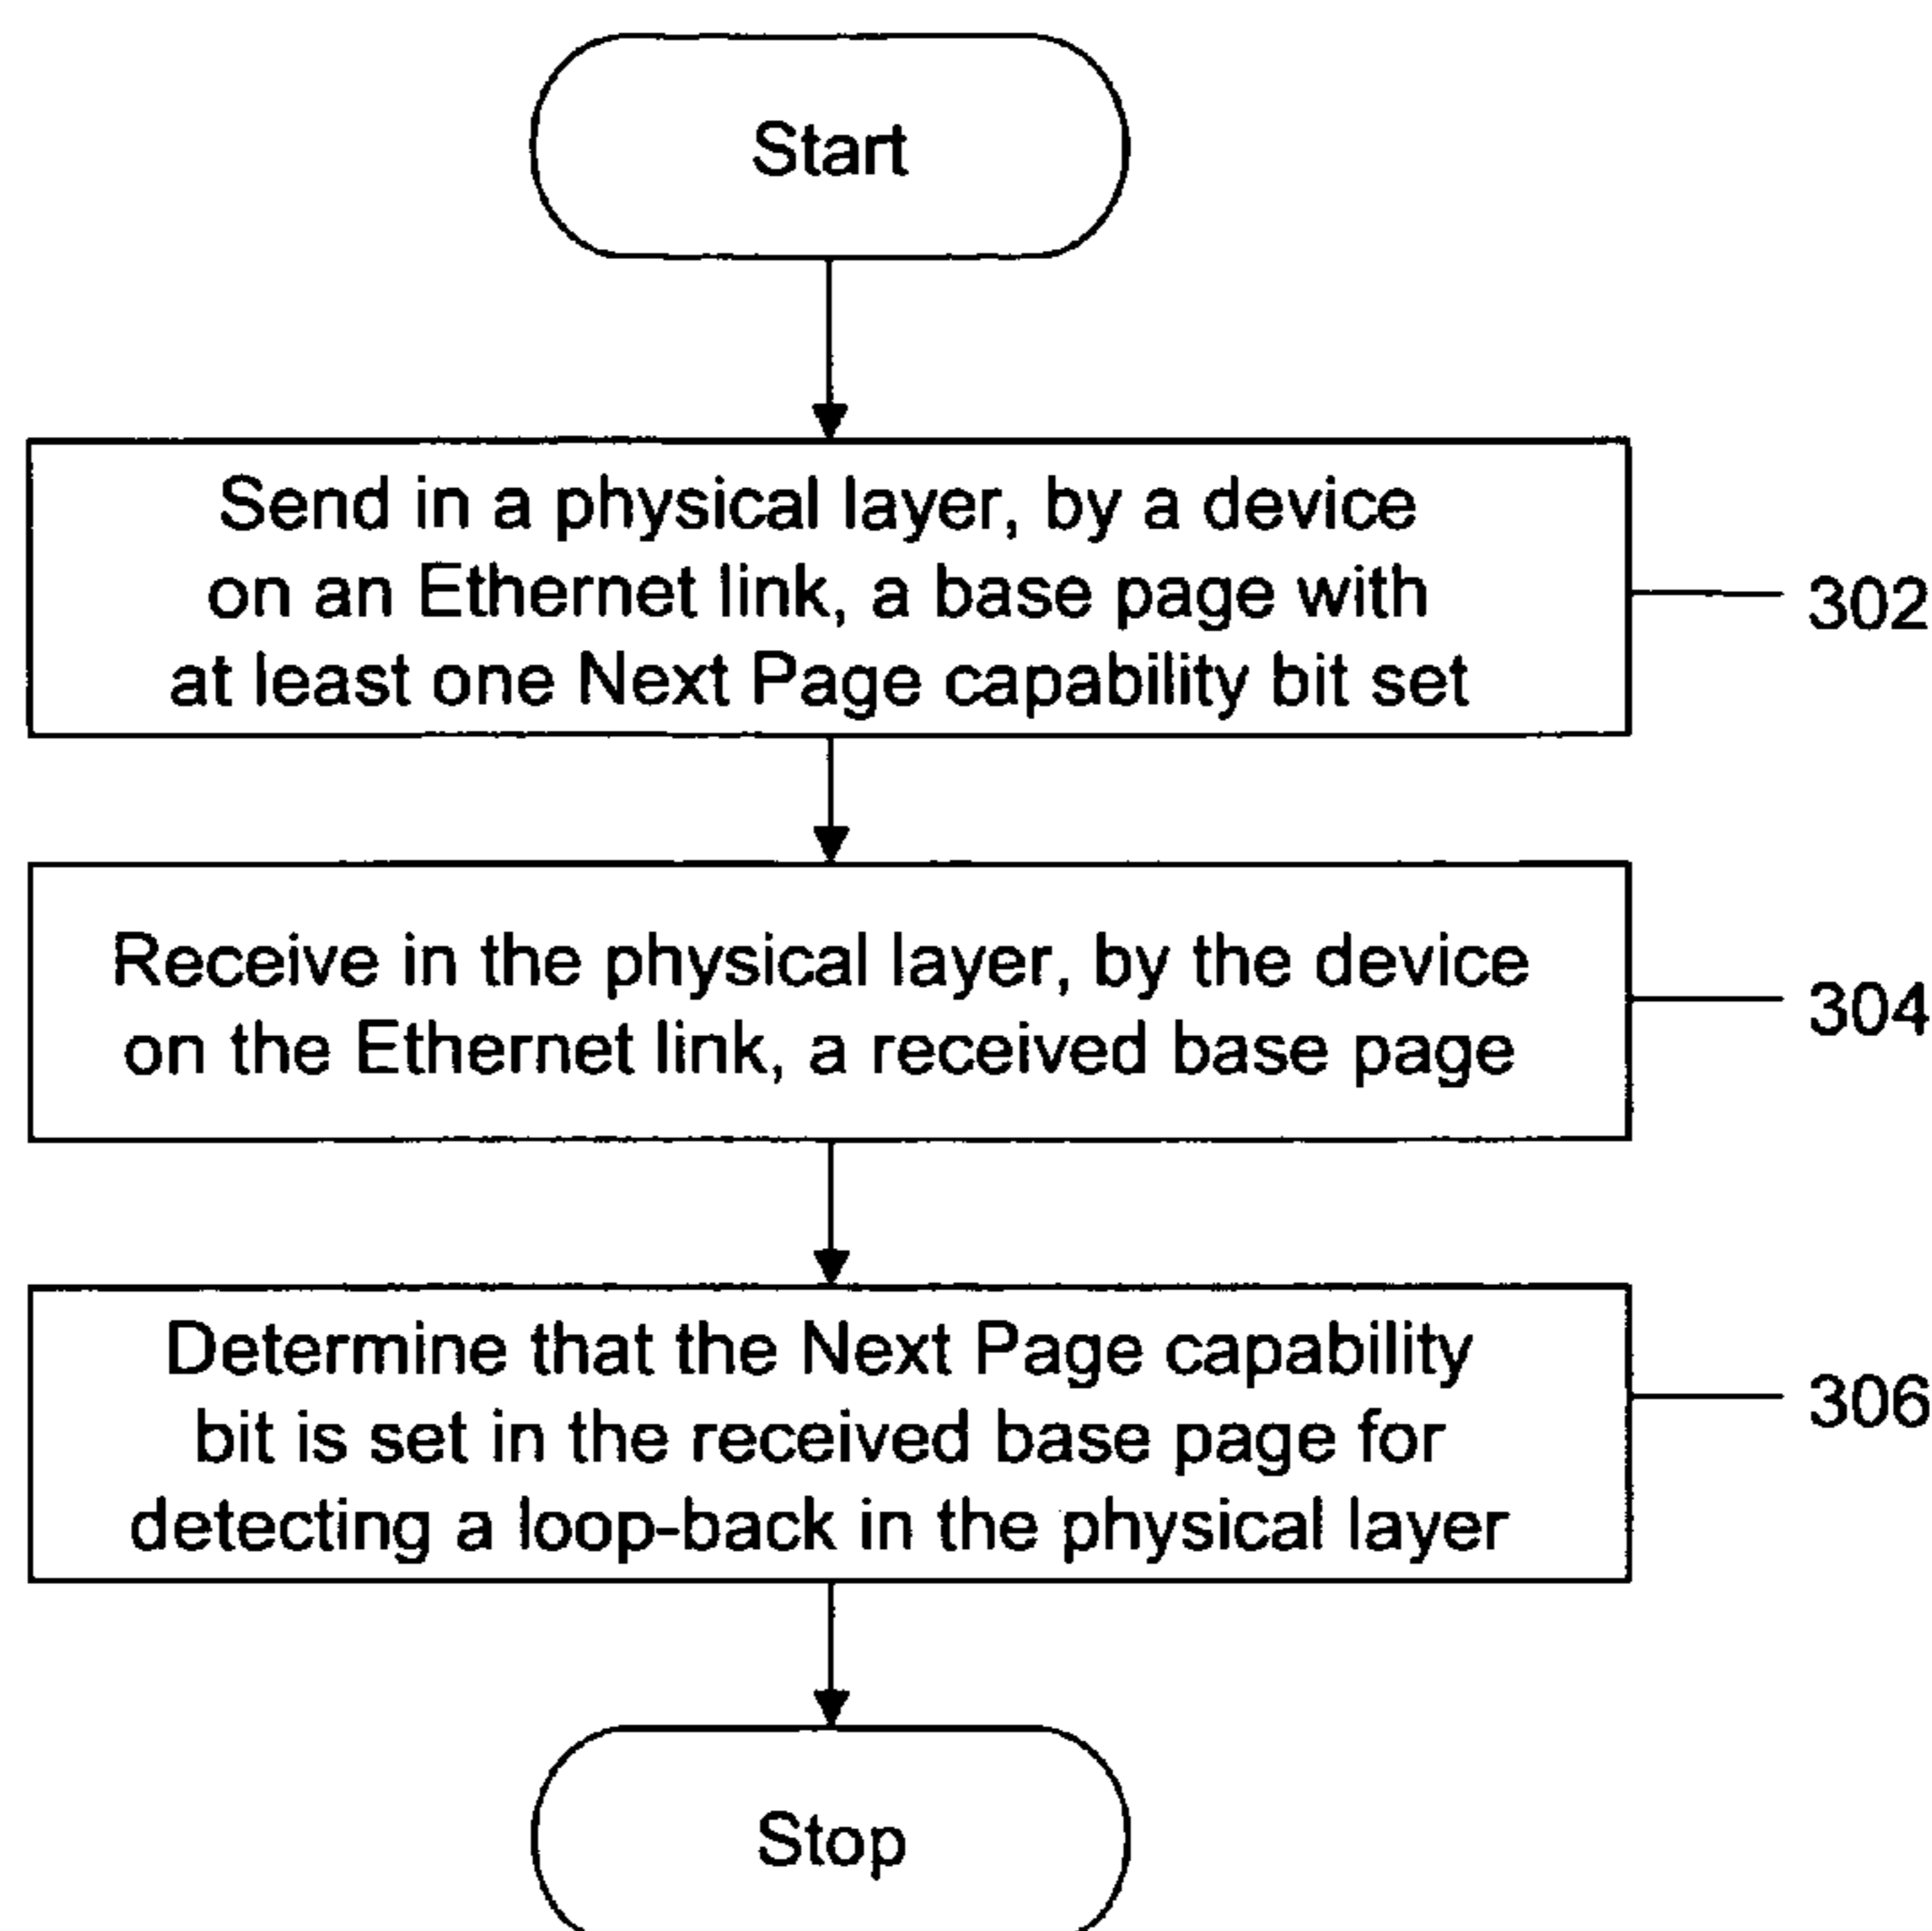 Start
Send in a physical layer, by a device
on an Ethernet link, a base page with
at least one Next Page capability bit set
302
Receive in the physical layer, by the device
on the Ethernet link, a received base page
304
Determine that the Next Page capability
bit is set in the received base page for
detecting a loop-back in the physical layer
306
Stop